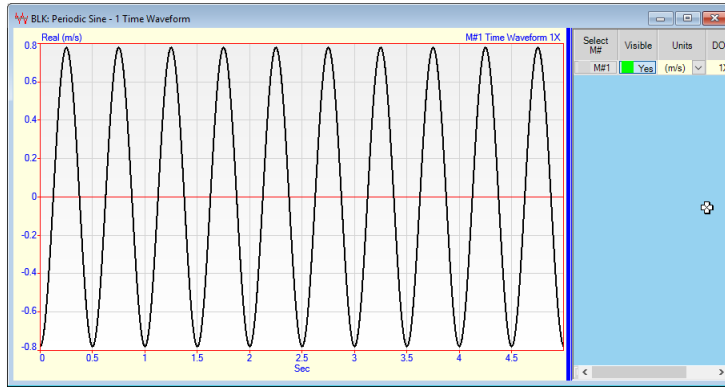 BLK: Periodic Sine - 1 Time Waveform
Real (m/s)
M#1 Time Waveform 1X
0.8
0.6
0.4
0.2
0
-0.2
-0.4
-0.6
-0.8
0 0.5 1 1.5 2 2.5 3 3.5 4 4.5
Sec
Select M# Visible Units DO
M#1 Yes (m/s) 1X